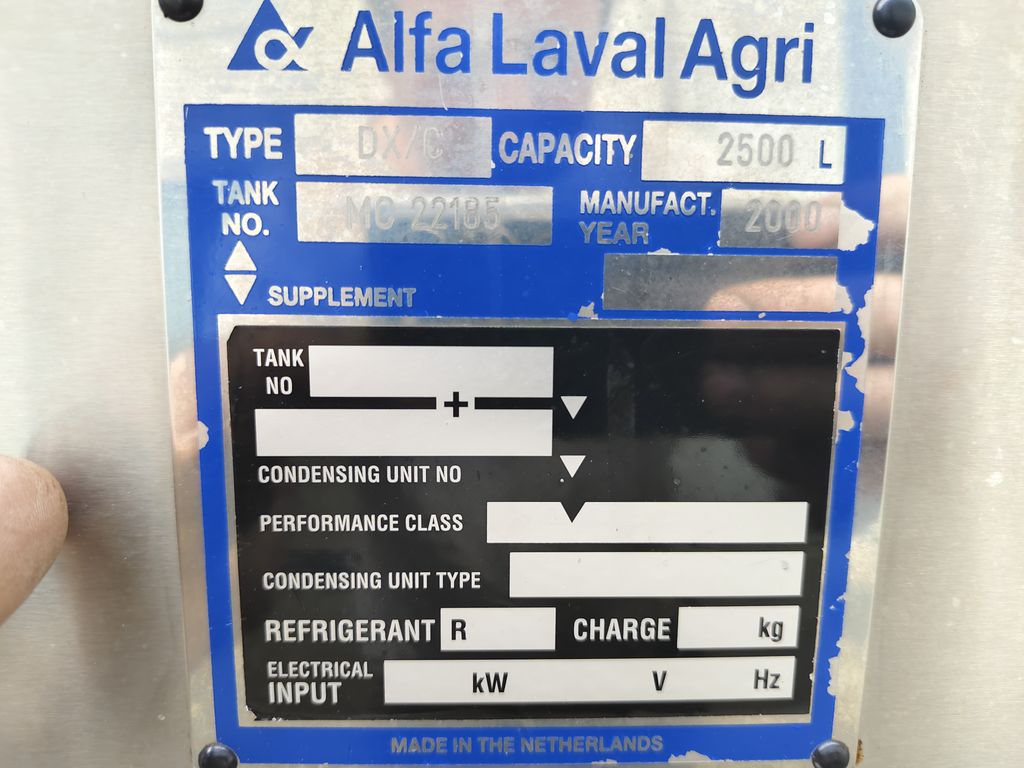 Alfa Laval Agri
TYPE DX/C CAPACITY 2500 L
TANK NO. MC 22185 MANUFACT. YEAR 2000
SUPPLEMENT
TANK NO
+
CONDENSING UNIT NO
PERFORMANCE CLASS
CONDENSING UNIT TYPE
REFRIGERANT R CHARGE kg
ELECTRICAL INPUT kW V Hz
MADE IN THE NETHERLANDS